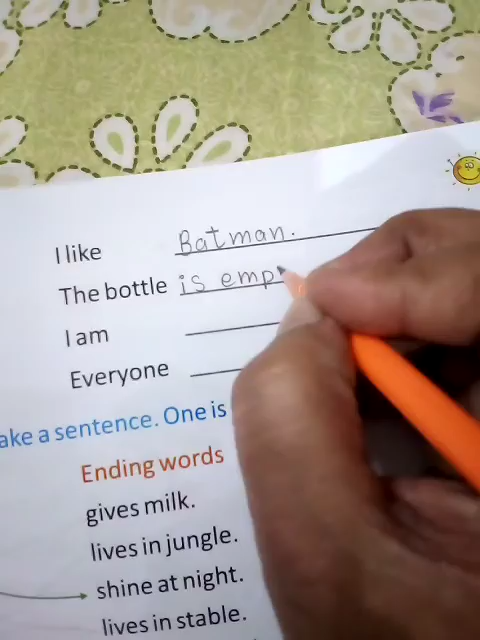 I like Batman.
The bottle is emp
I am
Everyone
ake a sentence. One is
Ending words
gives milk.
lives in jungle.
shine at night.
lives in stable.